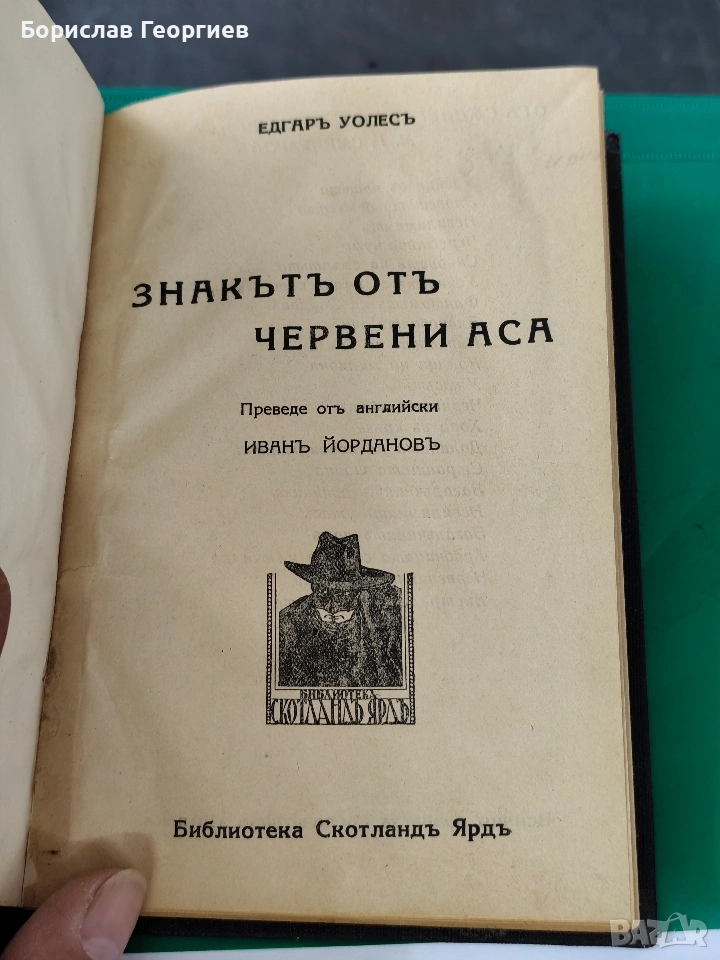 Борислав Георгиев
ЕДГАРЪ УОЛЕСЪ
ЗНАКЪТЪ ОТЪ
ЧЕРВЕНИ АСА
Преведе отъ английски
ИВАНЪ ЙОРДАНОВЪ
БИБЛИОТЕКА
СКОТЛАНДЪ ЯРДЪ
Библиотека Скотландъ Ярдъ
BAZAR